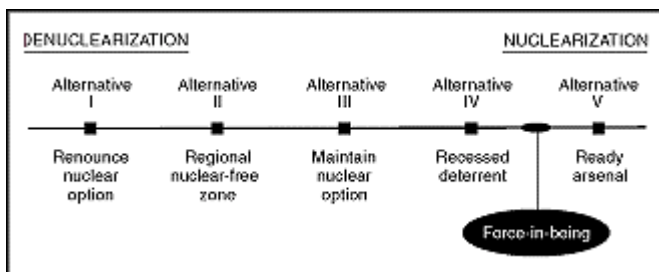 DENUCLEARIZATION NUCLEARIZATION
Alternative I
Alternative II
Alternative III
Alternative IV
Alternative V
Renounce nuclear option
Regional nuclear-free zone
Maintain nuclear option
Recessed deterrent
Ready arsenal
Force-in-being